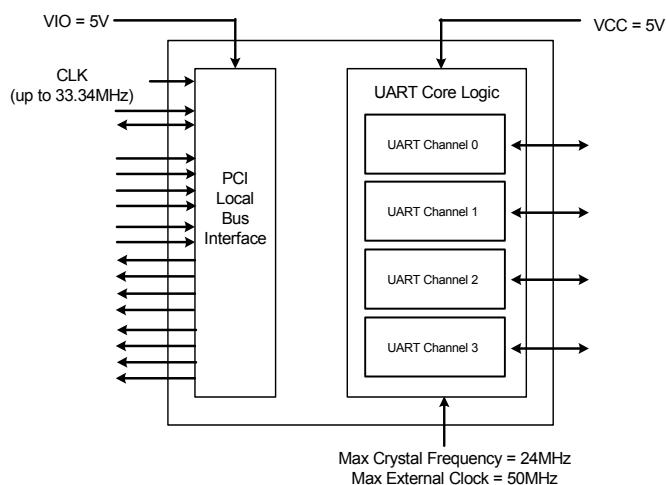 VIO = 5V
VCC = 5V
CLK
(up to 33.34MHz)
PCI
Local
Bus
Interface
UART Core Logic
UART Channel 0
UART Channel 1
UART Channel 2
UART Channel 3
Max Crystal Frequency = 24MHz
Max External Clock = 50MHz